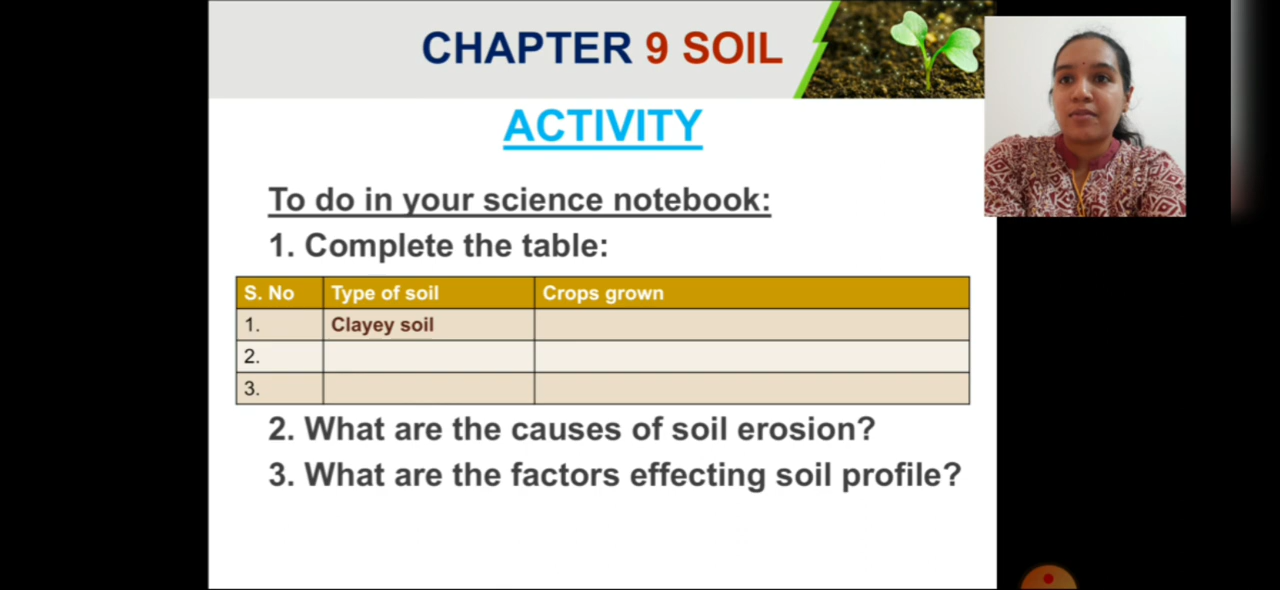 CHAPTER 9 SOIL
ACTIVITY
To do in your science notebook:
1. Complete the table:
S. No Type of soil Crops grown
1. Clayey soil
2.
3.
2. What are the causes of soil erosion?
3. What are the factors effecting soil profile?